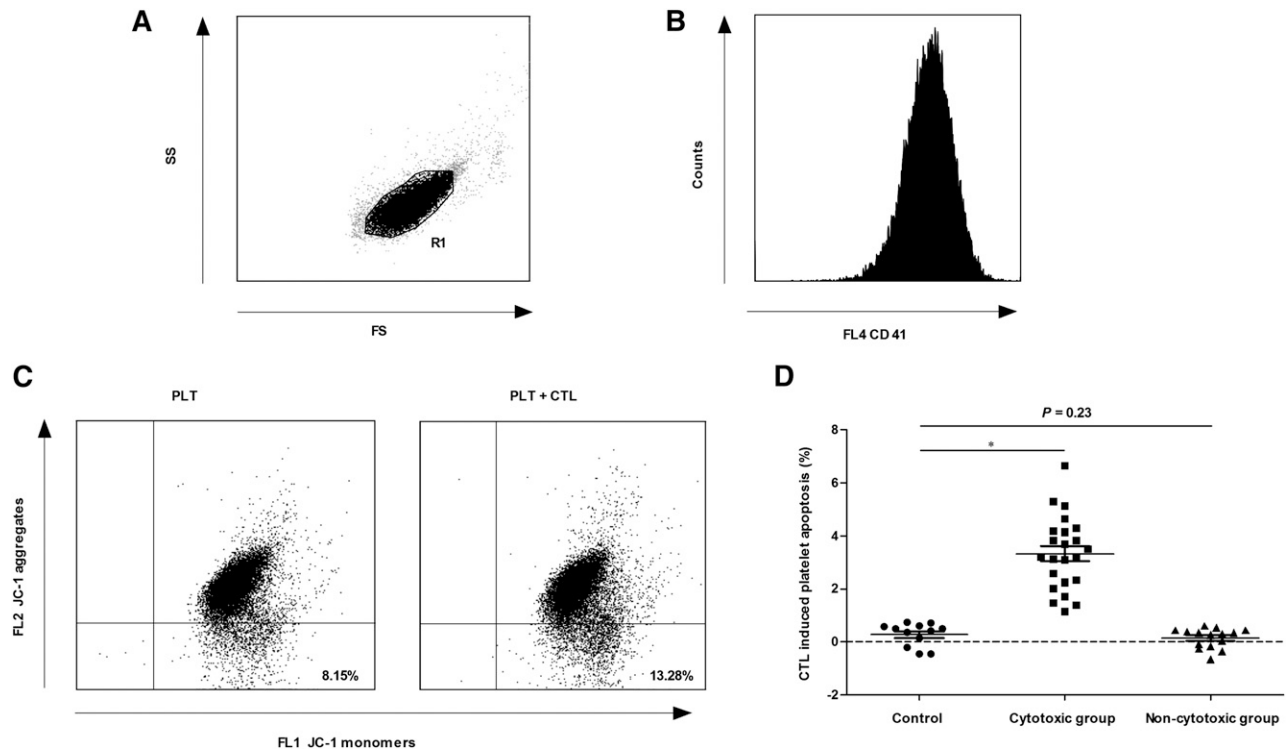 A
SS
R1
FS
B
Counts
FL4 CD 41
C
PLT
PLT + CTL
FL2 JC-1 aggregates
8.15%
13.28%
FL1 JC-1 monomers
D
P = 0.23
*
CTL induced platelet apoptosis (%)
8
6
4
2
0
-2
Control
Cytotoxic group
Non-cytotoxic group